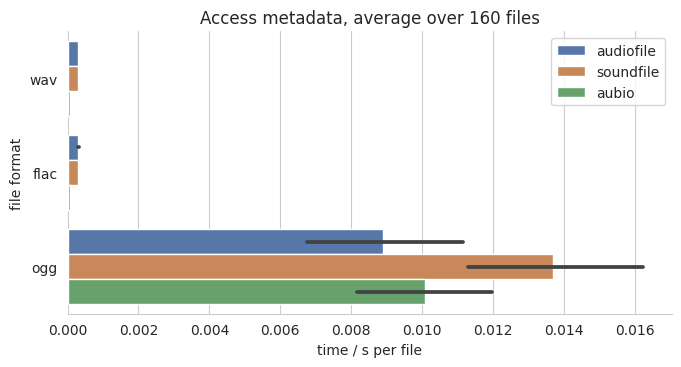 Access metadata, average over 160 files
audiofile
soundfile
aubio
file format
wav
flac
ogg
0.000 0.002 0.004 0.006 0.008 0.010 0.012 0.014 0.016
time / s per file